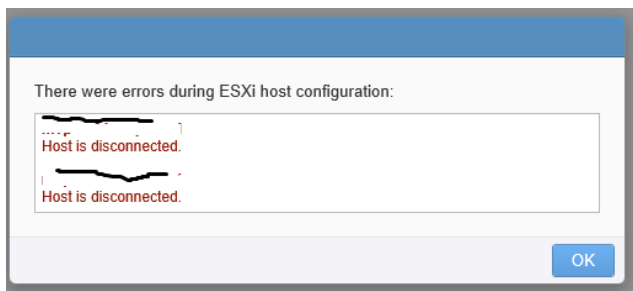 There were errors during ESXi host configuration:
Host is disconnected.
Host is disconnected.
OK